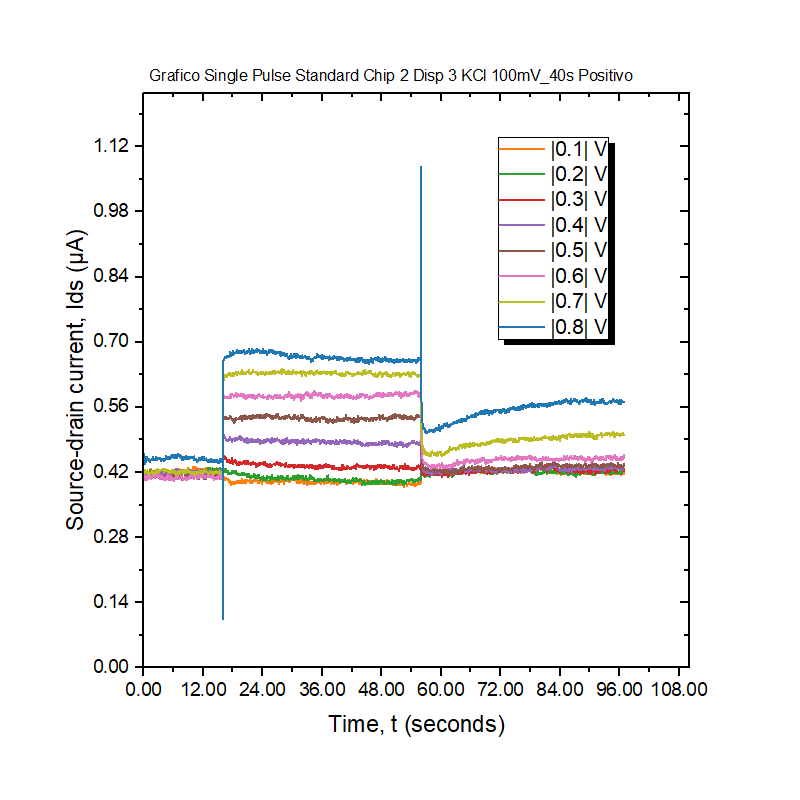 Grafico Single Pulse Standard Chip 2 Disp 3 KCl 100mV_40s Positivo
1.12
0.98
0.84
0.70
0.56
0.42
0.28
0.14
0.00
Source-drain current, Ids (µA)
|0.1| V
|0.2| V
|0.3| V
|0.4| V
|0.5| V
|0.6| V
|0.7| V
|0.8| V
0.00 12.00 24.00 36.00 48.00 60.00 72.00 84.00 96.00 108.00
Time, t (seconds)